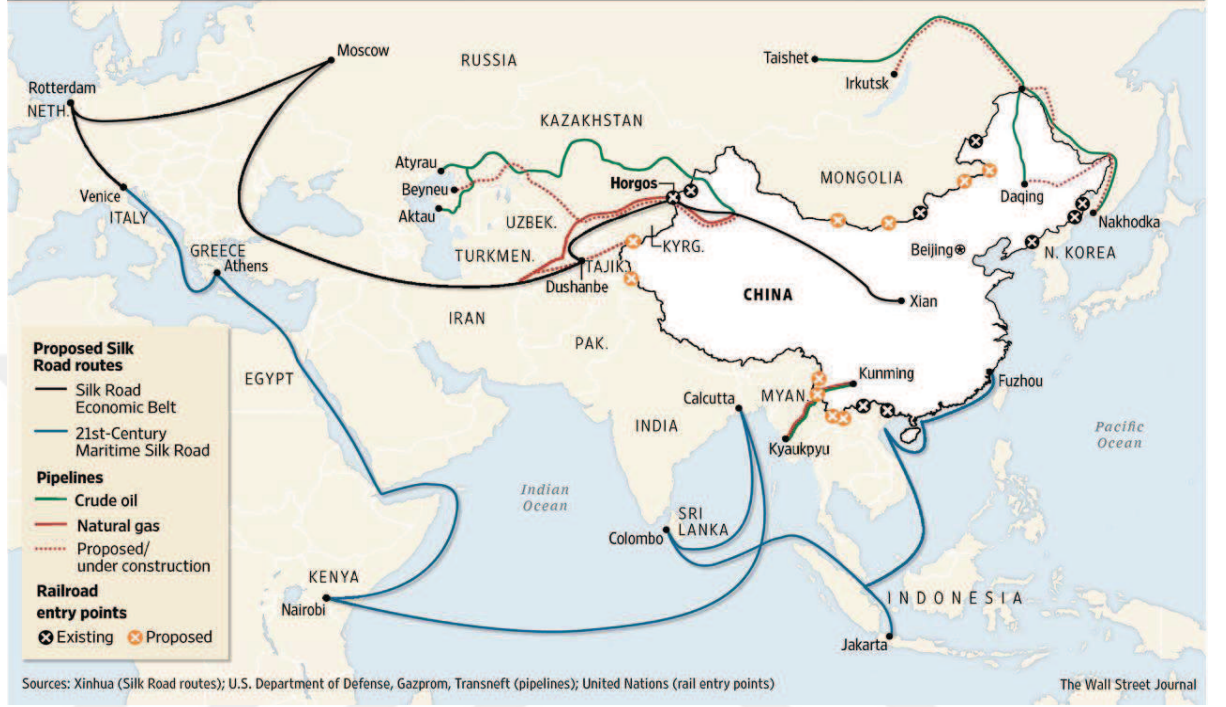 Moscow
RUSSIA
Taishet
Irkutsk
Rotterdam
NETH.
KAZAKHSTAN
Atyrau
Beyneu
Aktau
Horgos
MONGOLIA
Daqing
Nakhodka
Venice
ITALY
UZBEK.
GREECE
Athens
TURKMEN.
KYRG.
TAJIK.
Dushanbe
Beijing
N. KOREA
CHINA
Xian
IRAN
PAK.
Proposed Silk
Road routes
Silk Road
Economic Belt
21st-Century
Maritime Silk Road
Pipelines
Crude oil
Natural gas
Proposed/
under construction
Railroad
entry points
Existing
Proposed
EGYPT
Kunming
Fuzhou
Calcutta
MYAN.
INDIA
Kyaukpyu
Pacific
Ocean
Indian
Ocean
SRI
LANKA
Colombo
KENYA
Nairobi
INDONESIA
Jakarta
Sources: Xinhua (Silk Road routes); U.S. Department of Defense, Gazprom, Transneft (pipelines); United Nations (rail entry points)
The Wall Street Journal